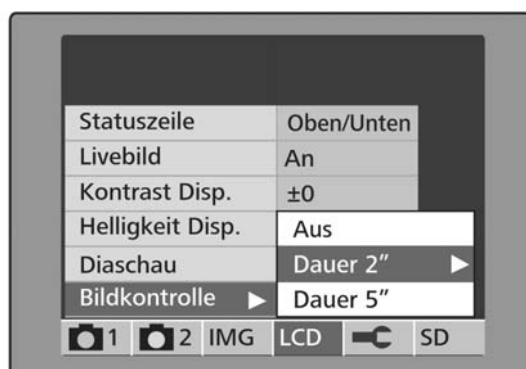 Statuszeile Oben/Unten
Livebild An
Kontrast Disp. ±0
Helligkeit Disp. Aus
Diaschau Dauer 2″
Bildkontrolle Dauer 5″
1 2 IMG LCD SD